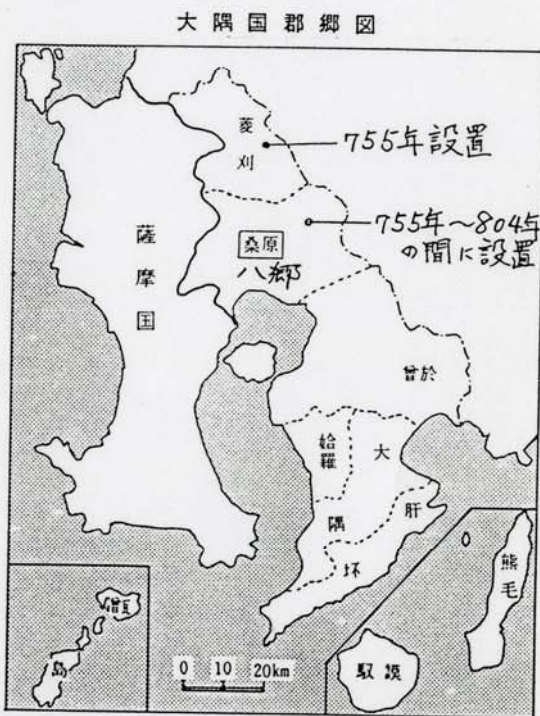 大隅国郡郷図
菱刈
755年設置
755年〜804年
の間に設置
桑原
八郷
薩摩国
曽於
姶羅
大隅
肝坏
熊毛
馭謨
島
0 10 20km